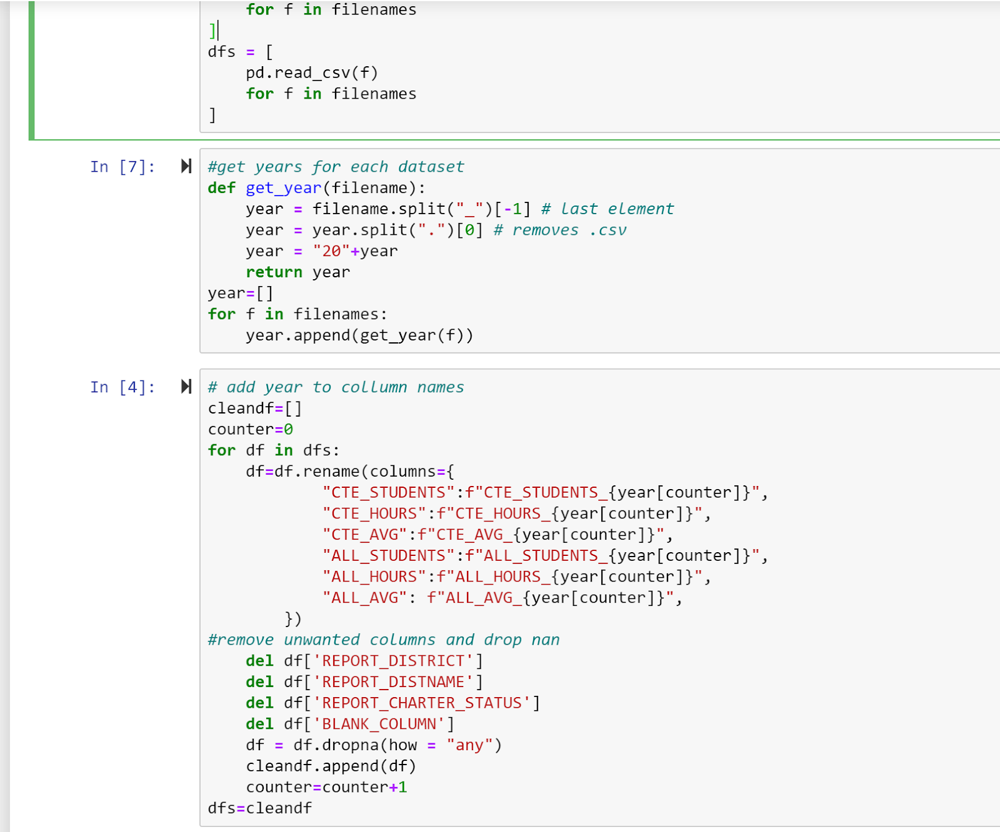 for f in filenames
]
dfs = [
    pd.read_csv(f)
    for f in filenames
]
In [7]:
#get years for each dataset
def get_year(filename):
    year = filename.split("_")[-1] # last element
    year = year.split(".")[0] # removes .csv
    year = "20"+year
    return year
year=[]
for f in filenames:
    year.append(get_year(f))
In [4]:
# add year to collumn names
cleandf=[]
counter=0
for df in dfs:
    df=df.rename(columns={
            "CTE_STUDENTS":f"CTE_STUDENTS_{year[counter]}",
            "CTE_HOURS":f"CTE_HOURS_{year[counter]}",
            "CTE_AVG":f"CTE_AVG_{year[counter]}",
            "ALL_STUDENTS":f"ALL_STUDENTS_{year[counter]}",
            "ALL_HOURS":f"ALL_HOURS_{year[counter]}",
            "ALL_AVG": f"ALL_AVG_{year[counter]}",
        })
#remove unwanted columns and drop nan
    del df['REPORT_DISTRICT']
    del df['REPORT_DISTNAME']
    del df['REPORT_CHARTER_STATUS']
    del df['BLANK_COLUMN']
    df = df.dropna(how = "any")
    cleandf.append(df)
    counter=counter+1
dfs=cleandf